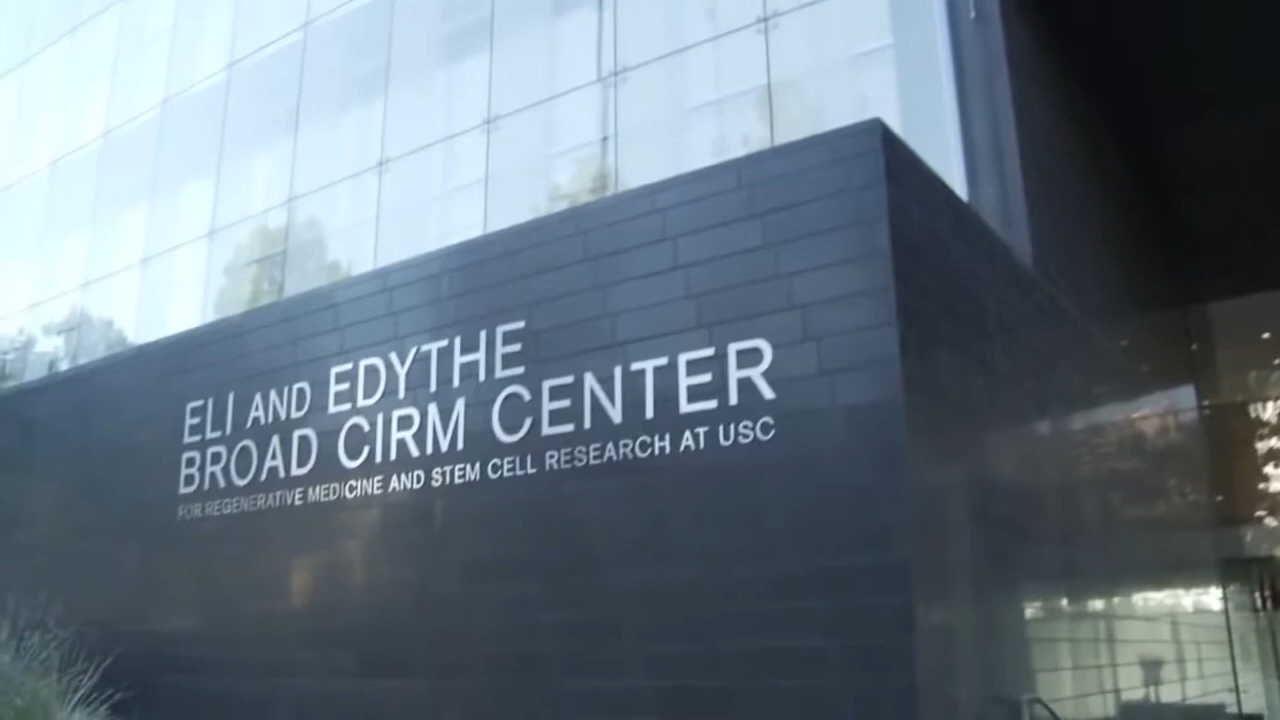 ELI AND EDYTHE
BROAD CIRM CENTER
FOR REGENERATIVE MEDICINE AND STEM CELL RESEARCH AT USC